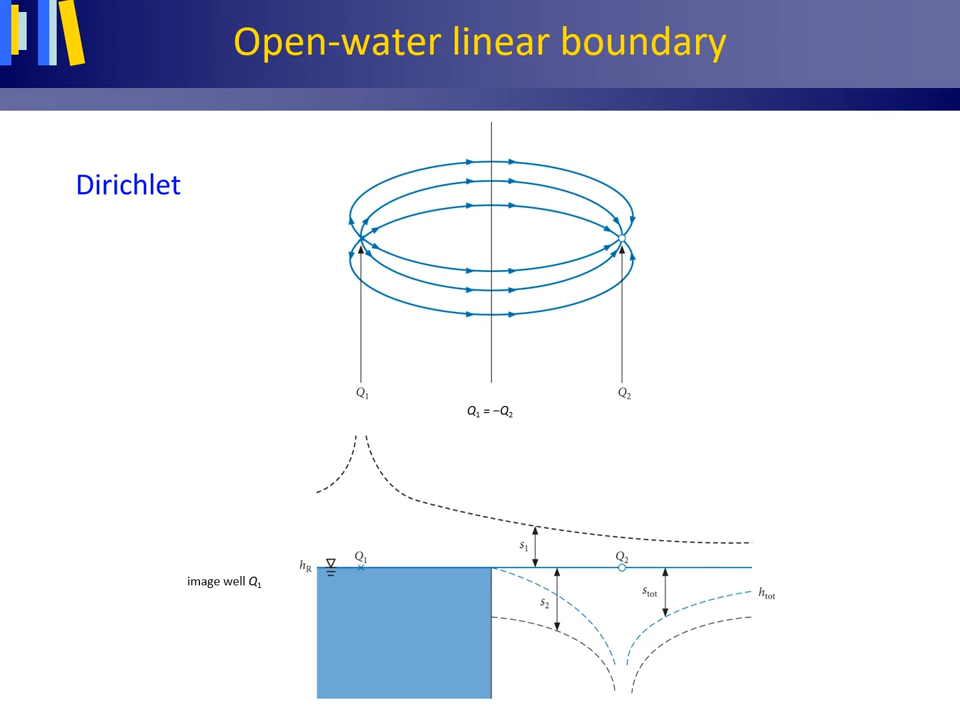 Open-water linear boundary
Dirichlet
Q₁
Q₂
Q₁ = −Q₂
s₁
hR
Q₁
Q₂
image well Q₁
s₂
stot
htot